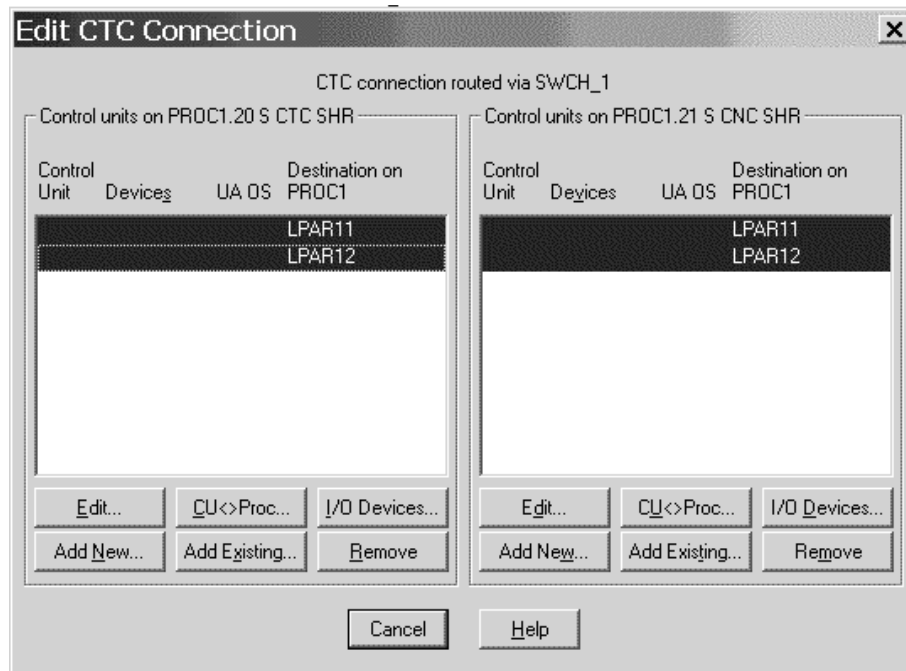 Edit CTC Connection
CTC connection routed via SWCH_1
Control units on PROC1.20 S CTC SHR
Control Unit Devices UA OS Destination on PROC1
LPAR11
LPAR12
Edit... CU<>Proc... I/O Devices...
Add New... Add Existing... Remove
Control units on PROC1.21 S CNC SHR
Control Unit Devices UA OS Destination on PROC1
LPAR11
LPAR12
Edit... CU<>Proc... I/O Devices...
Add New... Add Existing... Remove
Cancel Help